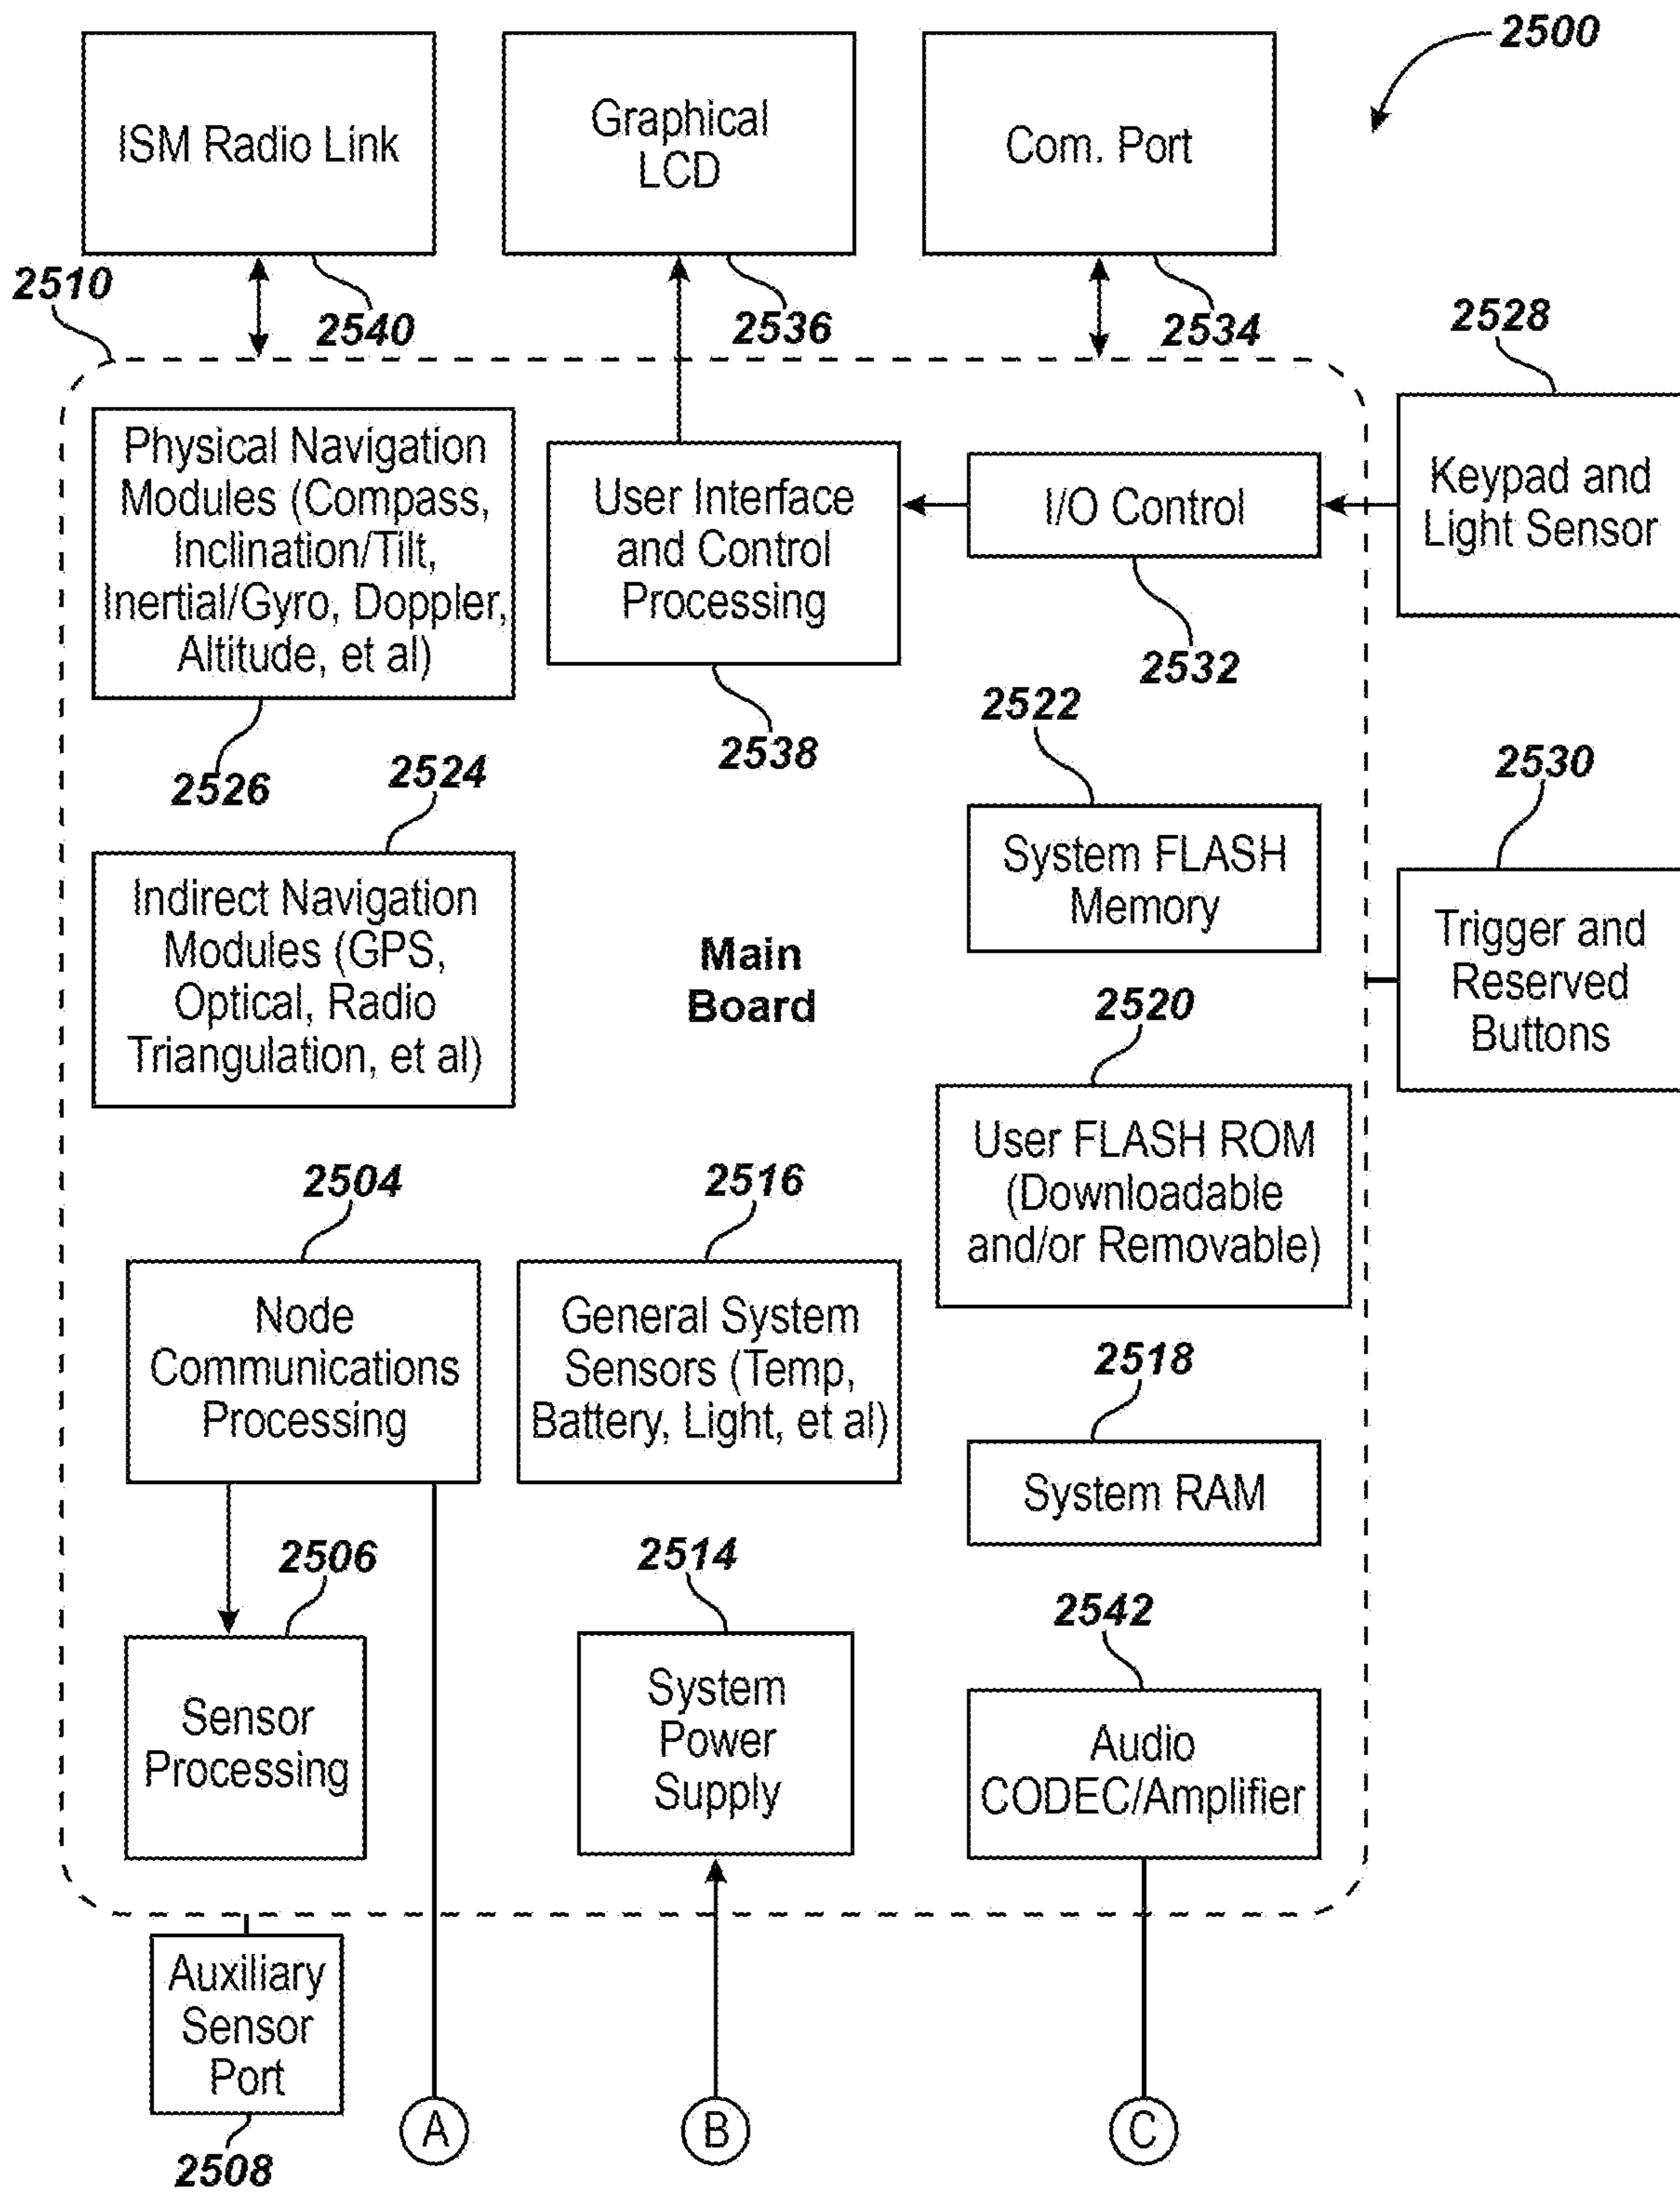 2500
ISM Radio Link
Graphical
LCD
Com. Port
2510
2540
2536
2534
2528
Physical Navigation
Modules (Compass,
Inclination/Tilt,
Inertial/Gyro, Doppler,
Altitude, et al)
User Interface
and Control
Processing
I/O Control
Keypad and
Light Sensor
2532
2522
2538
2526
2524
2530
System FLASH
Memory
Indirect Navigation
Modules (GPS,
Optical, Radio
Triangulation, et al)
Main
Board
Trigger and
Reserved
Buttons
2520
User FLASH ROM
(Downloadable
and/or Removable)
2504
2516
Node
Communications
Processing
General System
Sensors (Temp,
Battery, Light, et al)
2518
System RAM
2506
2514
2542
Sensor
Processing
System
Power
Supply
Audio
CODEC/Amplifier
Auxiliary
Sensor
Port
A
B
C
2508